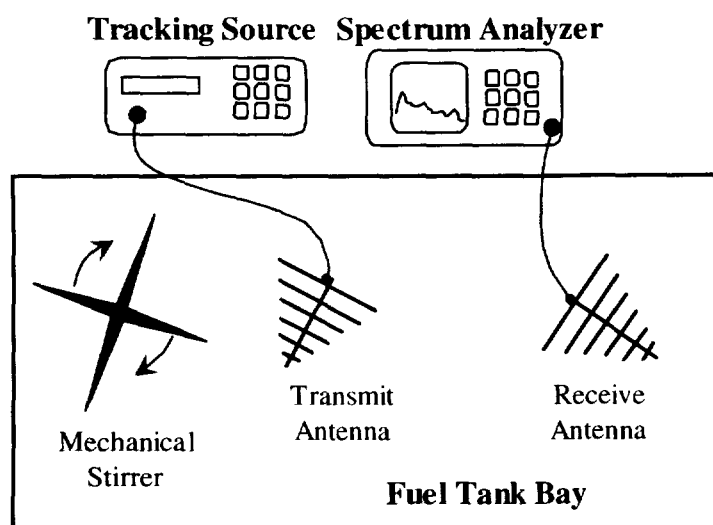 Tracking Source Spectrum Analyzer
Transmit
Antenna
Receive
Antenna
Mechanical
Stirrer
Fuel Tank Bay